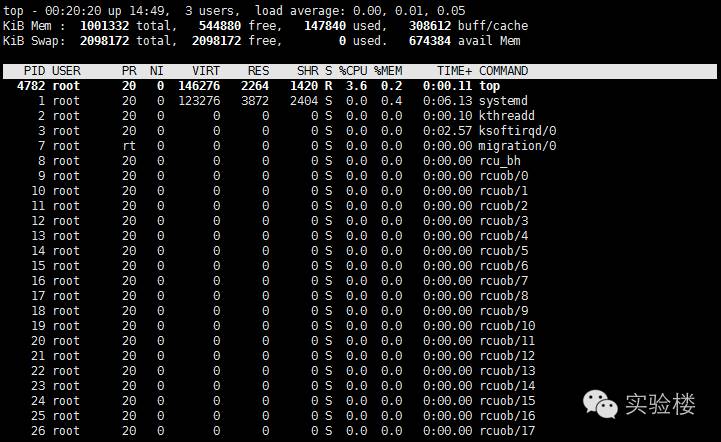 top - 00:20:20 up 14:49,  3 users,  load average: 0.00, 0.01, 0.05
KiB Mem :  1001332 total,   544880 free,   147840 used,   308612 buff/cache
KiB Swap:  2098172 total,  2098172 free,        0 used.   674384 avail Mem
PID USER      PR  NI    VIRT    RES    SHR S %CPU %MEM     TIME+ COMMAND
4782 root      20   0  146276   2264   1420 R  3.6  0.2   0:00.11 top
1 root      20   0  123276   3872   2404 S  0.0  0.4   0:06.13 systemd
2 root      20   0       0      0      0 S  0.0  0.0   0:00.10 kthreadd
3 root      20   0       0      0      0 S  0.0  0.0   0:02.57 ksoftirqd/0
7 root      rt   0       0      0      0 S  0.0  0.0   0:00.00 migration/0
8 root      20   0       0      0      0 S  0.0  0.0   0:00.00 rcu_bh
9 root      20   0       0      0      0 S  0.0  0.0   0:00.00 rcuob/0
10 root      20   0       0      0      0 S  0.0  0.0   0:00.00 rcuob/1
11 root      20   0       0      0      0 S  0.0  0.0   0:00.00 rcuob/2
12 root      20   0       0      0      0 S  0.0  0.0   0:00.00 rcuob/3
13 root      20   0       0      0      0 S  0.0  0.0   0:00.00 rcuob/4
14 root      20   0       0      0      0 S  0.0  0.0   0:00.00 rcuob/5
15 root      20   0       0      0      0 S  0.0  0.0   0:00.00 rcuob/6
16 root      20   0       0      0      0 S  0.0  0.0   0:00.00 rcuob/7
17 root      20   0       0      0      0 S  0.0  0.0   0:00.00 rcuob/8
18 root      20   0       0      0      0 S  0.0  0.0   0:00.00 rcuob/9
19 root      20   0       0      0      0 S  0.0  0.0   0:00.00 rcuob/10
20 root      20   0       0      0      0 S  0.0  0.0   0:00.00 rcuob/11
21 root      20   0       0      0      0 S  0.0  0.0   0:00.00 rcuob/12
22 root      20   0       0      0      0 S  0.0  0.0   0:00.00 rcuob/13
23 root      20   0       0      0      0 S  0.0  0.0   0:00.00 rcuob/14
24 root      20   0       0      0      0 S  0.0  0.0   0:00.00 rcuob/15
25 root      20   0       0      0      0 S  0.0  0.0   0:00.00 rcuob/16
26 root      20   0       0      0      0 S  0.0  0.0   0:00.00 rcuob/17
实验楼